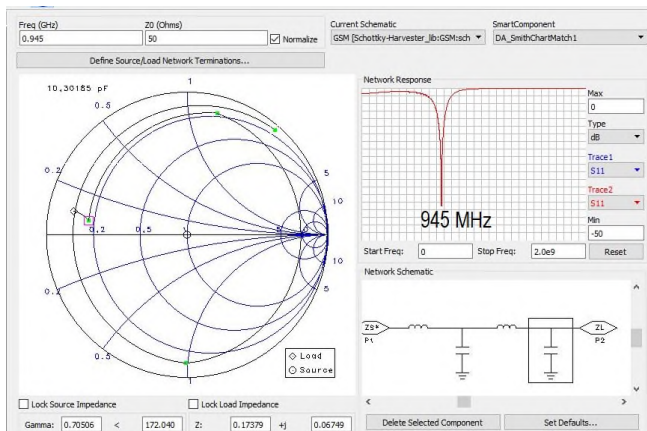 Freq (GHz)
Z0 (Ohms)
0.945
50
Normalize
Define Source/Load Network Terminations...
Current Schematic
SmartComponent
GSM [Schottky-Harvester_lib:GSM:sch
DA_SmithChartMatch1
10.30185 pF
1
0.5
0.2
5
10
0.2
0.5
1
5
10
5
0.2
0.5
Load
Source
Network Response
945 MHz
Max
0
Type
dB
Trace1
S11
Trace2
S11
Min
-50
Start Freq:
0
Stop Freq:
2.0e9
Reset
Network Schematic
ZS*
P1
ZL
P2
Lock Source Impedance
Lock Load Impedance
Gamma:
0.70506
<
172.040
Z:
0.17379
+j
0.06749
Delete Selected Component
Set Defaults...